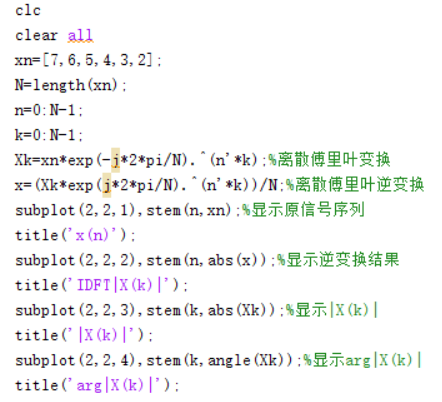 clc
clear all
xn=[7,6,5,4,3,2];
N=length(xn);
n=0:N-1;
k=0:N-1;
Xk=xn*exp(-j*2*pi/N).^(n'*k);%离散傅里叶变换
x=(Xk*exp(j*2*pi/N).^(n'*k))/N;%离散傅里叶逆变换
subplot(2,2,1),stem(n,xn);%显示原信号序列
title('x(n)');
subplot(2,2,2),stem(n,abs(x));%显示逆变换结果
title('IDFT|X(k)|');
subplot(2,2,3),stem(k,abs(Xk));%显示|X(k)|
title('|X(k)|');
subplot(2,2,4),stem(k,angle(Xk));%显示arg|X(k)|
title('arg|X(k)|');